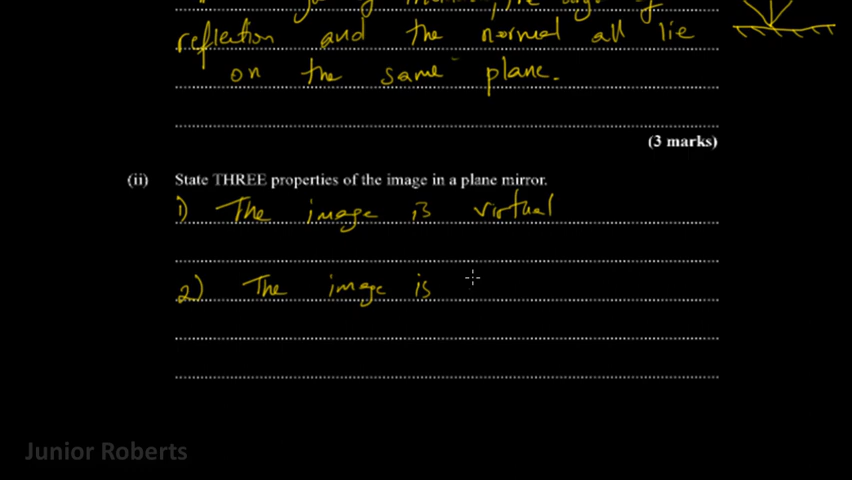 reflection and the normal all lie
on the same plane.
(3 marks)
(ii) State THREE properties of the image in a plane mirror.
1) The image is virtual
2) The image is
Junior Roberts